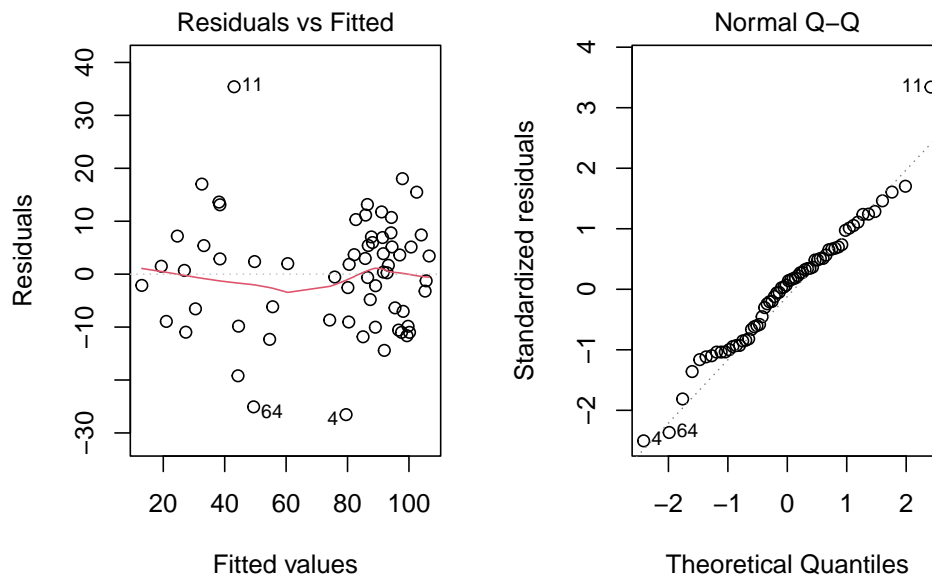 Residuals vs Fitted
Residuals
40
30
20
10
0
−10
−30
11
64
4
20 40 60 80 100
Fitted values
Normal Q−Q
Standardized residuals
4
3
2
1
0
−1
−2
11
4
64
−2 −1 0 1 2
Theoretical Quantiles